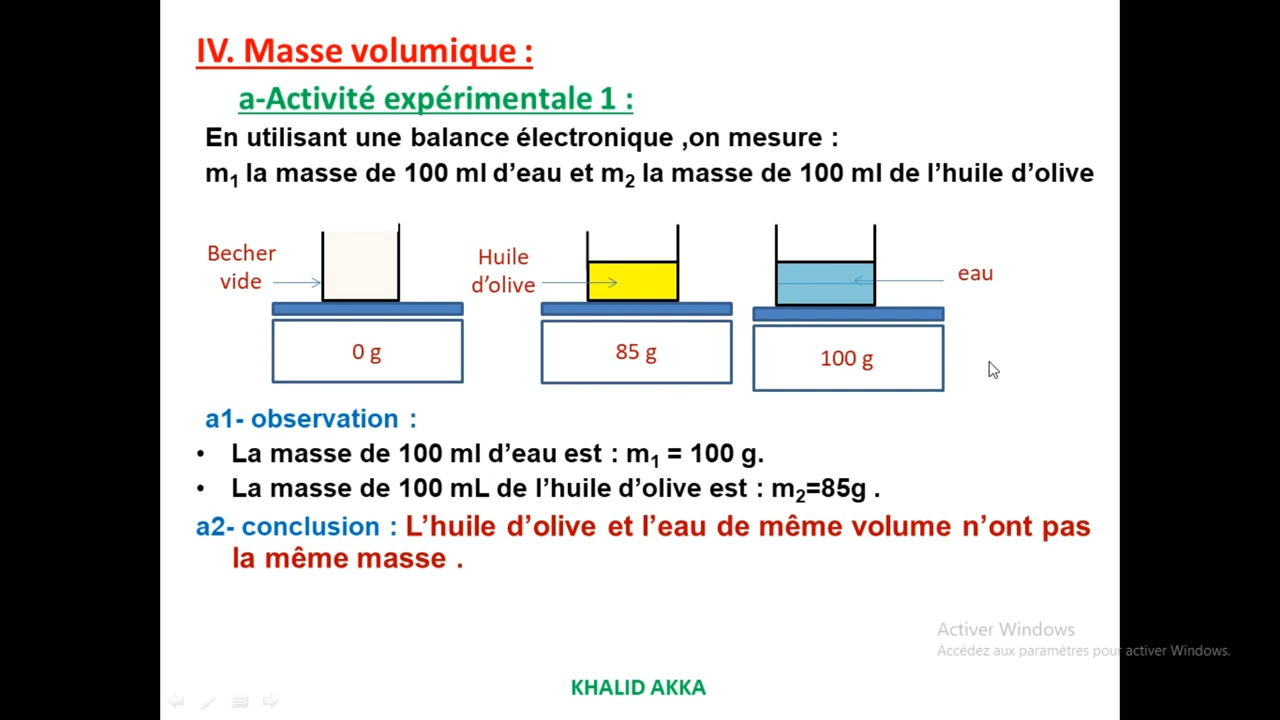 IV. Masse volumique :
a-Activité expérimentale 1 :
En utilisant une balance électronique ,on mesure :
m₁ la masse de 100 ml d’eau et m₂ la masse de 100 ml de l’huile d’olive
Becher
vide
Huile
d’olive
eau
0 g
85 g
100 g
a1- observation :
• La masse de 100 ml d’eau est : m₁ = 100 g.
• La masse de 100 mL de l’huile d’olive est : m₂=85g .
a2- conclusion : L’huile d’olive et l’eau de même volume n’ont pas
la même masse .
Activer Windows
Accédez aux paramètres pour activer Windows.
KHALID AKKA